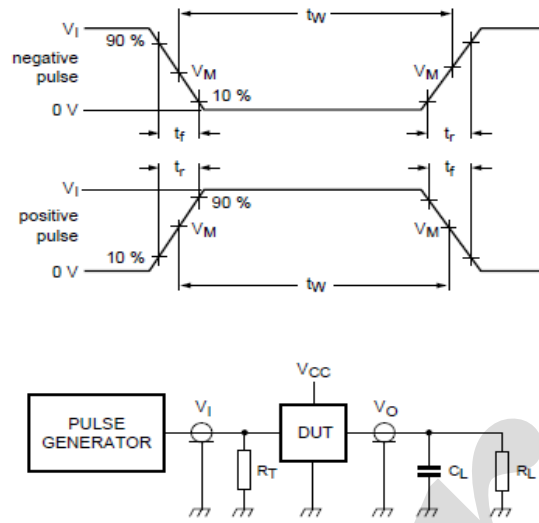 tW
VI
90 %
negative
pulse
VM
VM
10 %
0 V
tf
tr
tr
tf
VI
90 %
positive
pulse
VM
VM
10 %
0 V
tW
VCC
VI
VO
PULSE
GENERATOR
DUT
RT
CL
RL